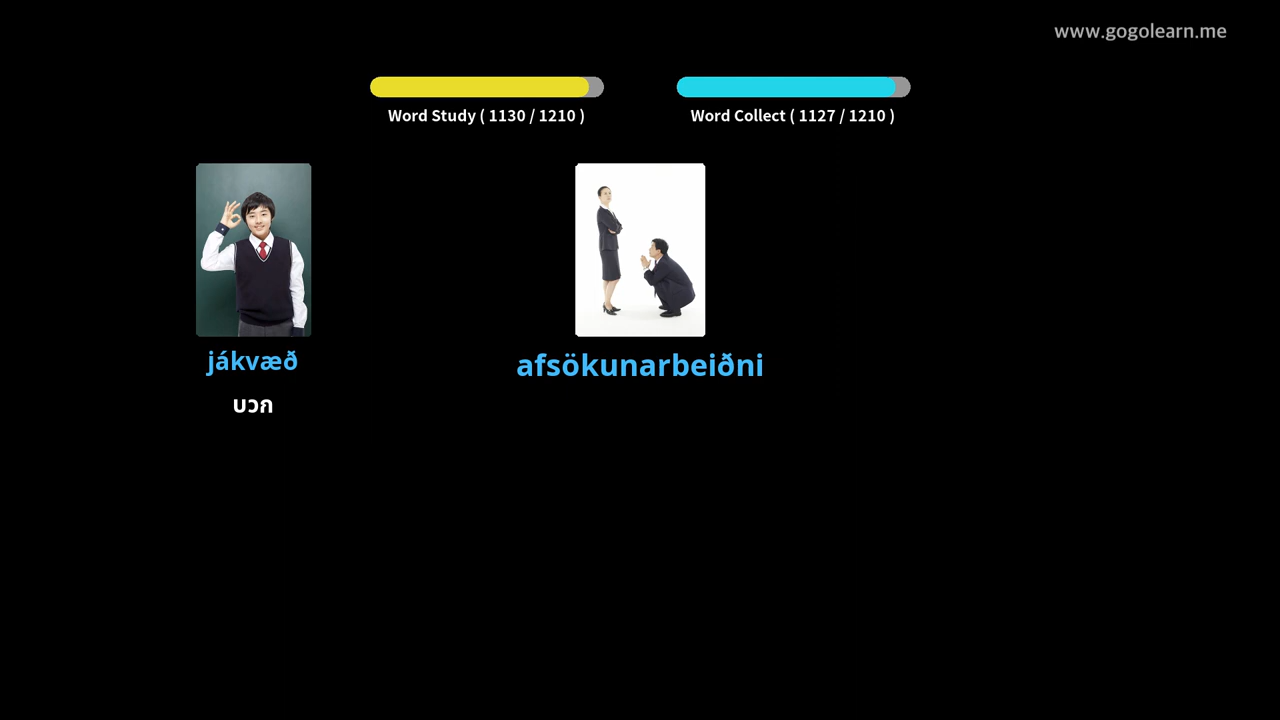 www.gogolearn.me
Word Study ( 1130 / 1210 )
Word Collect ( 1127 / 1210 )
jákvæð
บวก
afsökunarbeiðni